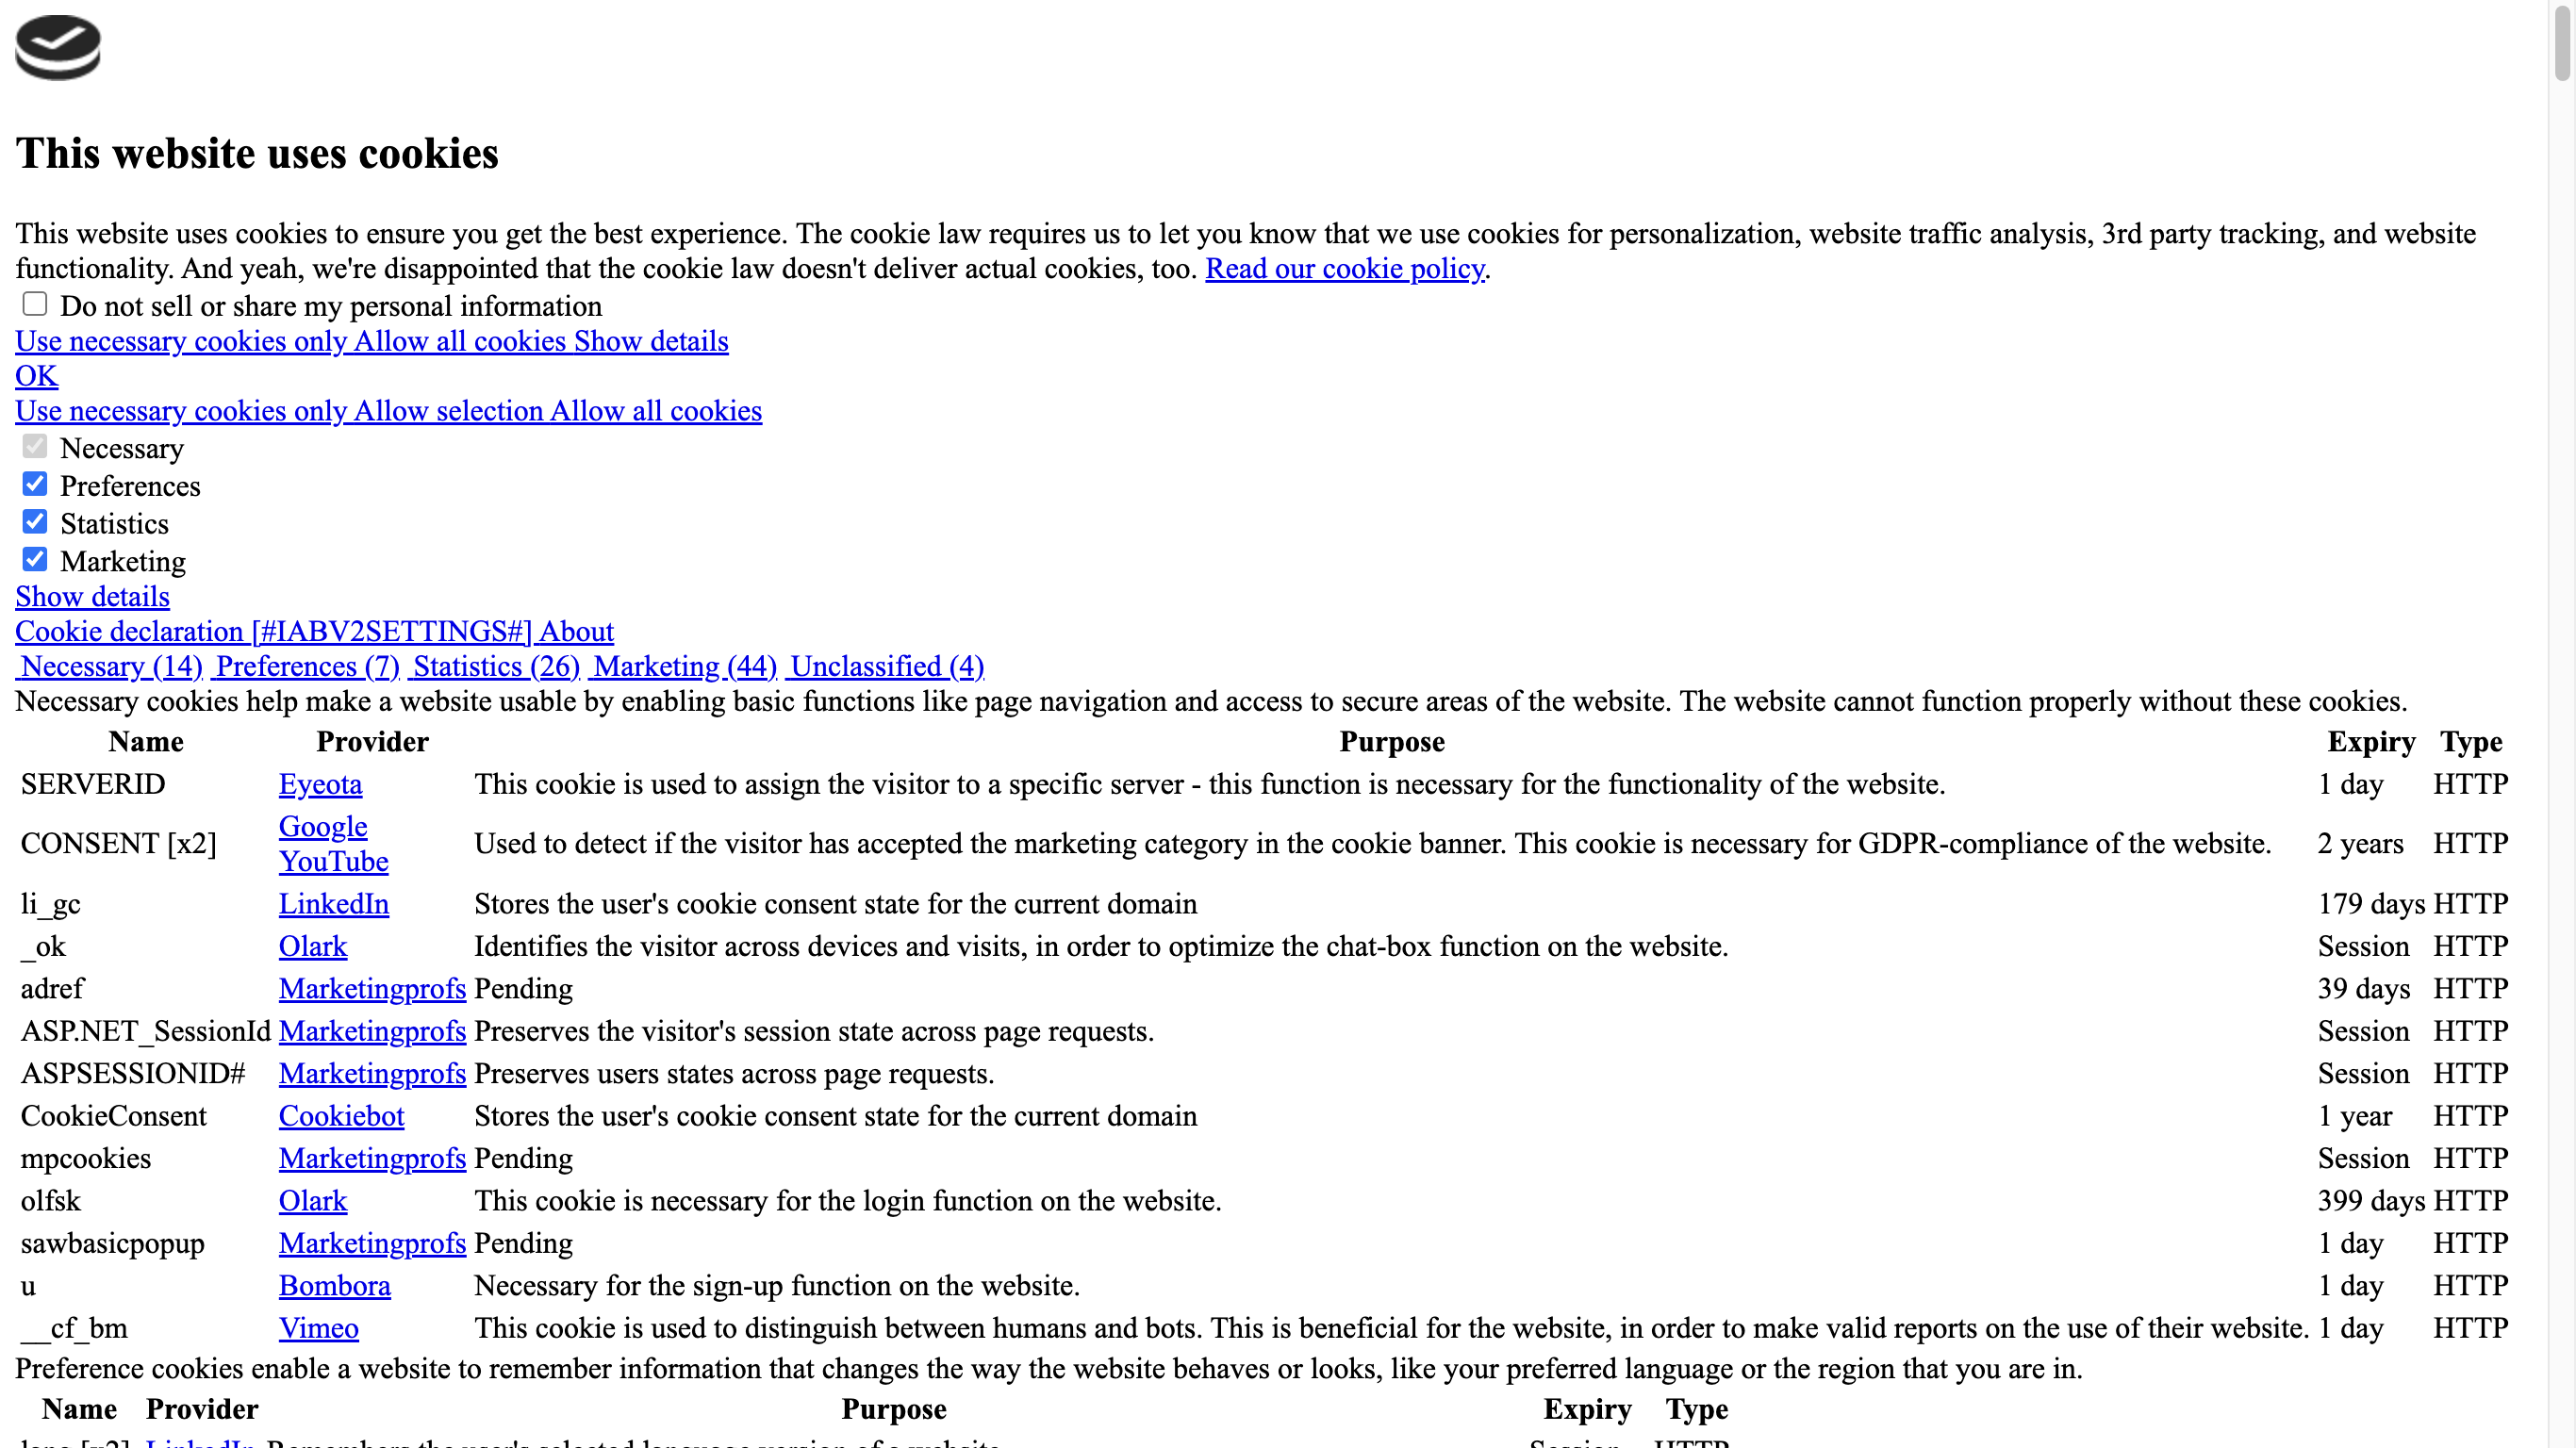 This website uses cookies
This website uses cookies to ensure you get the best experience. The cookie law requires us to let you know that we use cookies for personalization, website traffic analysis, 3rd party tracking, and website
functionality. And yeah, we're disappointed that the cookie law doesn't deliver actual cookies, too. Read our cookie policy.
Do not sell or share my personal information
Use necessary cookies only Allow all cookies Show details
OK
Use necessary cookies only Allow selection Allow all cookies
Necessary
Preferences
Statistics
Marketing
Show details
Cookie declaration [#IABV2SETTINGS#] About
Necessary (14) Preferences (7) Statistics (26) Marketing (44) Unclassified (4)
Necessary cookies help make a website usable by enabling basic functions like page navigation and access to secure areas of the website. The website cannot function properly without these cookies.
Name Provider Purpose Expiry Type
SERVERID Eyeota This cookie is used to assign the visitor to a specific server - this function is necessary for the functionality of the website. 1 day HTTP
CONSENT [x2] Google YouTube Used to detect if the visitor has accepted the marketing category in the cookie banner. This cookie is necessary for GDPR-compliance of the website. 2 years HTTP
li_gc LinkedIn Stores the user's cookie consent state for the current domain 179 days HTTP
_ok Olark Identifies the visitor across devices and visits, in order to optimize the chat-box function on the website. Session HTTP
adref Marketingprofs Pending 39 days HTTP
ASP.NET_SessionId Marketingprofs Preserves the visitor's session state across page requests. Session HTTP
ASPSESSIONID# Marketingprofs Preserves users states across page requests. Session HTTP
CookieConsent Cookiebot Stores the user's cookie consent state for the current domain 1 year HTTP
mpcookies Marketingprofs Pending Session HTTP
olfsk Olark This cookie is necessary for the login function on the website. 399 days HTTP
sawbasicpopup Marketingprofs Pending 1 day HTTP
u Bombora Necessary for the sign-up function on the website. 1 day HTTP
__cf_bm Vimeo This cookie is used to distinguish between humans and bots. This is beneficial for the website, in order to make valid reports on the use of their website. 1 day HTTP
Preference cookies enable a website to remember information that changes the way the website behaves or looks, like your preferred language or the region that you are in.
Name Provider Purpose Expiry Type
lang [x2] LinkedIn Remembers the user's selected language version of a website Session HTTP